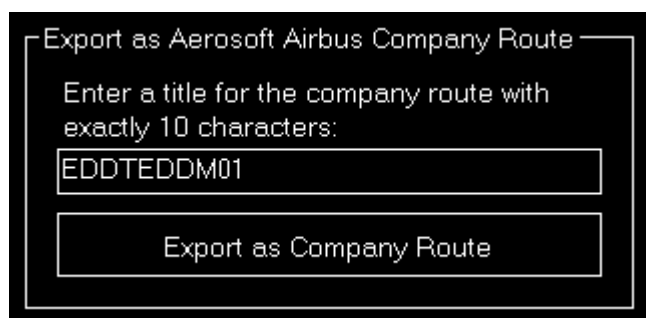 Export as Aerosoft Airbus Company Route
Enter a title for the company route with
exactly 10 characters:
EDDTEDDM01
Export as Company Route